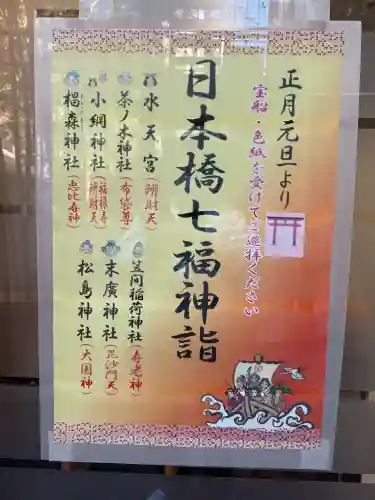 正月元旦より
宝船・色紙を受けてご巡拝ください
日本橋七福神詣
水天宮(辨財天)
茶ノ木神社(布袋尊)
小網神社(福禄寿 辨財天)
椙森神社(恵比寿神)
笠間稲荷神社(寿老神)
末廣神社(毘沙門天)
松島神社(大国神)